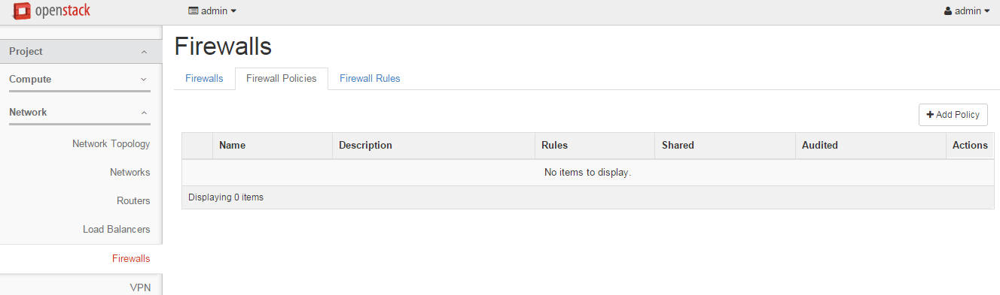 openstack admin admin
Project
Compute
Network
Network Topology
Networks
Routers
Load Balancers
Firewalls
VPN
Firewalls
Firewalls Firewall Policies Firewall Rules
Add Policy
Name Description Rules Shared Audited Actions
No items to display.
Displaying 0 items